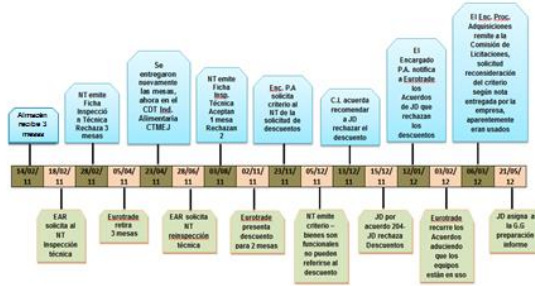 Almacén
recibe 3
mesas
NT emite
Ficha
Inspecció
n Técnica
Rechaza 3
mesas
Se
entregaron
nuevamente
las mesas,
ahora en el
CDT Ind.
Alimentaria
CTMEJ
NT emite
Ficha
Insp.
Técnica
Aceptan
1 mesa
Rechazan
2
Enc. P.A
solicita
criterio al
NT de la
solicitud de
descuentos
C.L acuerda
recomendar
a JD
rechazar el
descuento
El
Encargado
P.A. notifica
a Eurotrade
los
Acuerdos
de JD que
rechazan
los
descuentos
El Enc. Proc.
Adquisiciones
remite a la
Comisión de
Licitaciones,
solicitud
reconsideración
del criterio
según nota
entregada por la
empresa,
aparentemente
eran usados
14/02/11
18/02/11
28/02/11
05/04/11
23/04/11
28/06/11
03/08/11
02/11/11
23/11/11
05/12/11
13/12/11
15/12/11
12/01/12
03/02/12
06/03/12
21/05/12
EAR
solicita al
NT
Inspección
técnica
Eurotrade
retira
3 mesas
EAR solicita
NT
reinspección
técnica
Eurotrade
presenta
descuento
para 2 mesas
NT emite
criterio –
bienes son
funcionales
no pueden
referirse al
descuento
JD por
acuerdo 204-
JD rechaza
Descuentos
Eurotrade
recurre los
Acuerdos
aduciendo
que los
equipos
están en uso
JD asigna a
la G.G
preparación
informe